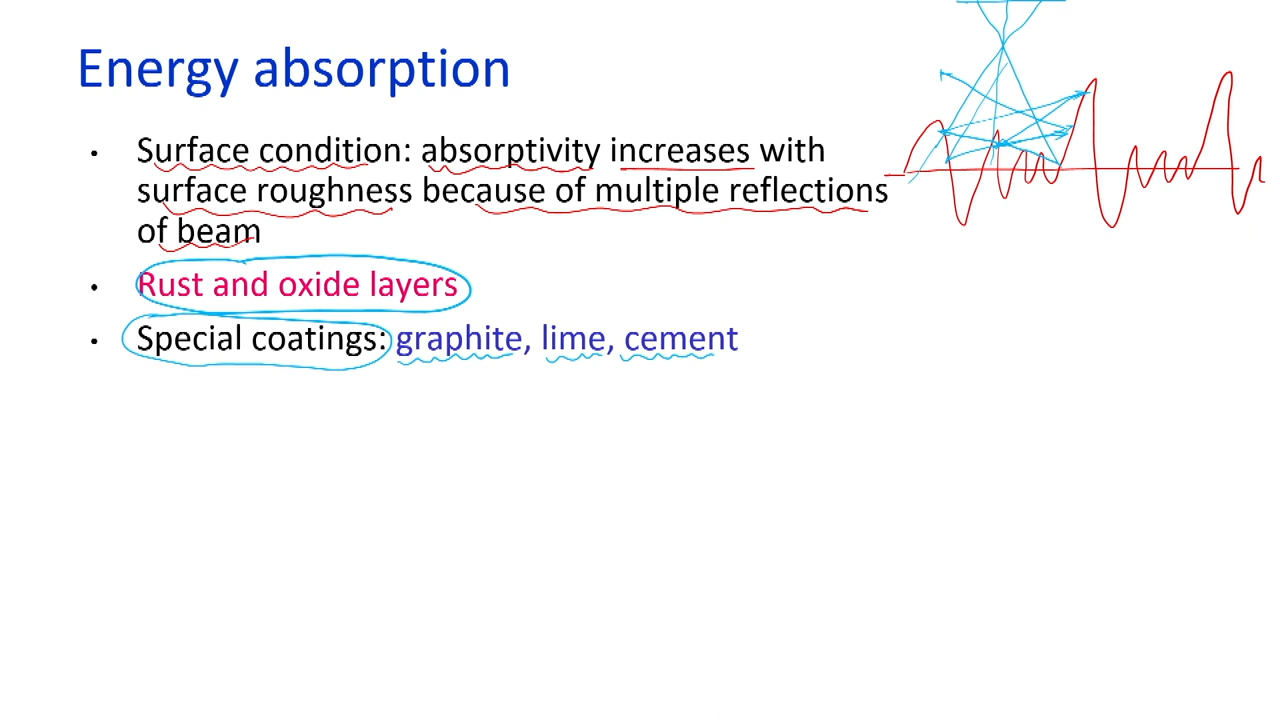 Energy absorption
• Surface condition: absorptivity increases with
surface roughness because of multiple reflections
of beam
• Rust and oxide layers
• Special coatings: graphite, lime, cement